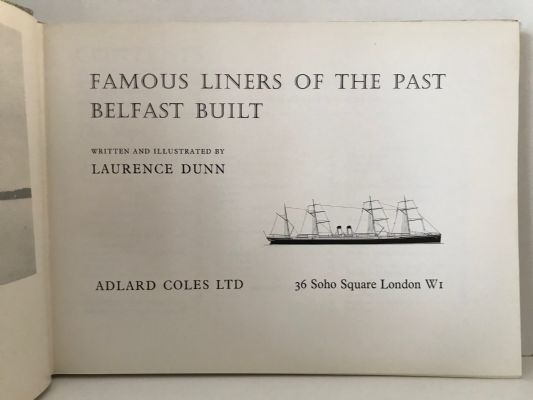 FAMOUS LINERS OF THE PAST
BELFAST BUILT
WRITTEN AND ILLUSTRATED BY
LAURENCE DUNN
ADLARD COLES LTD
36 Soho Square London W1